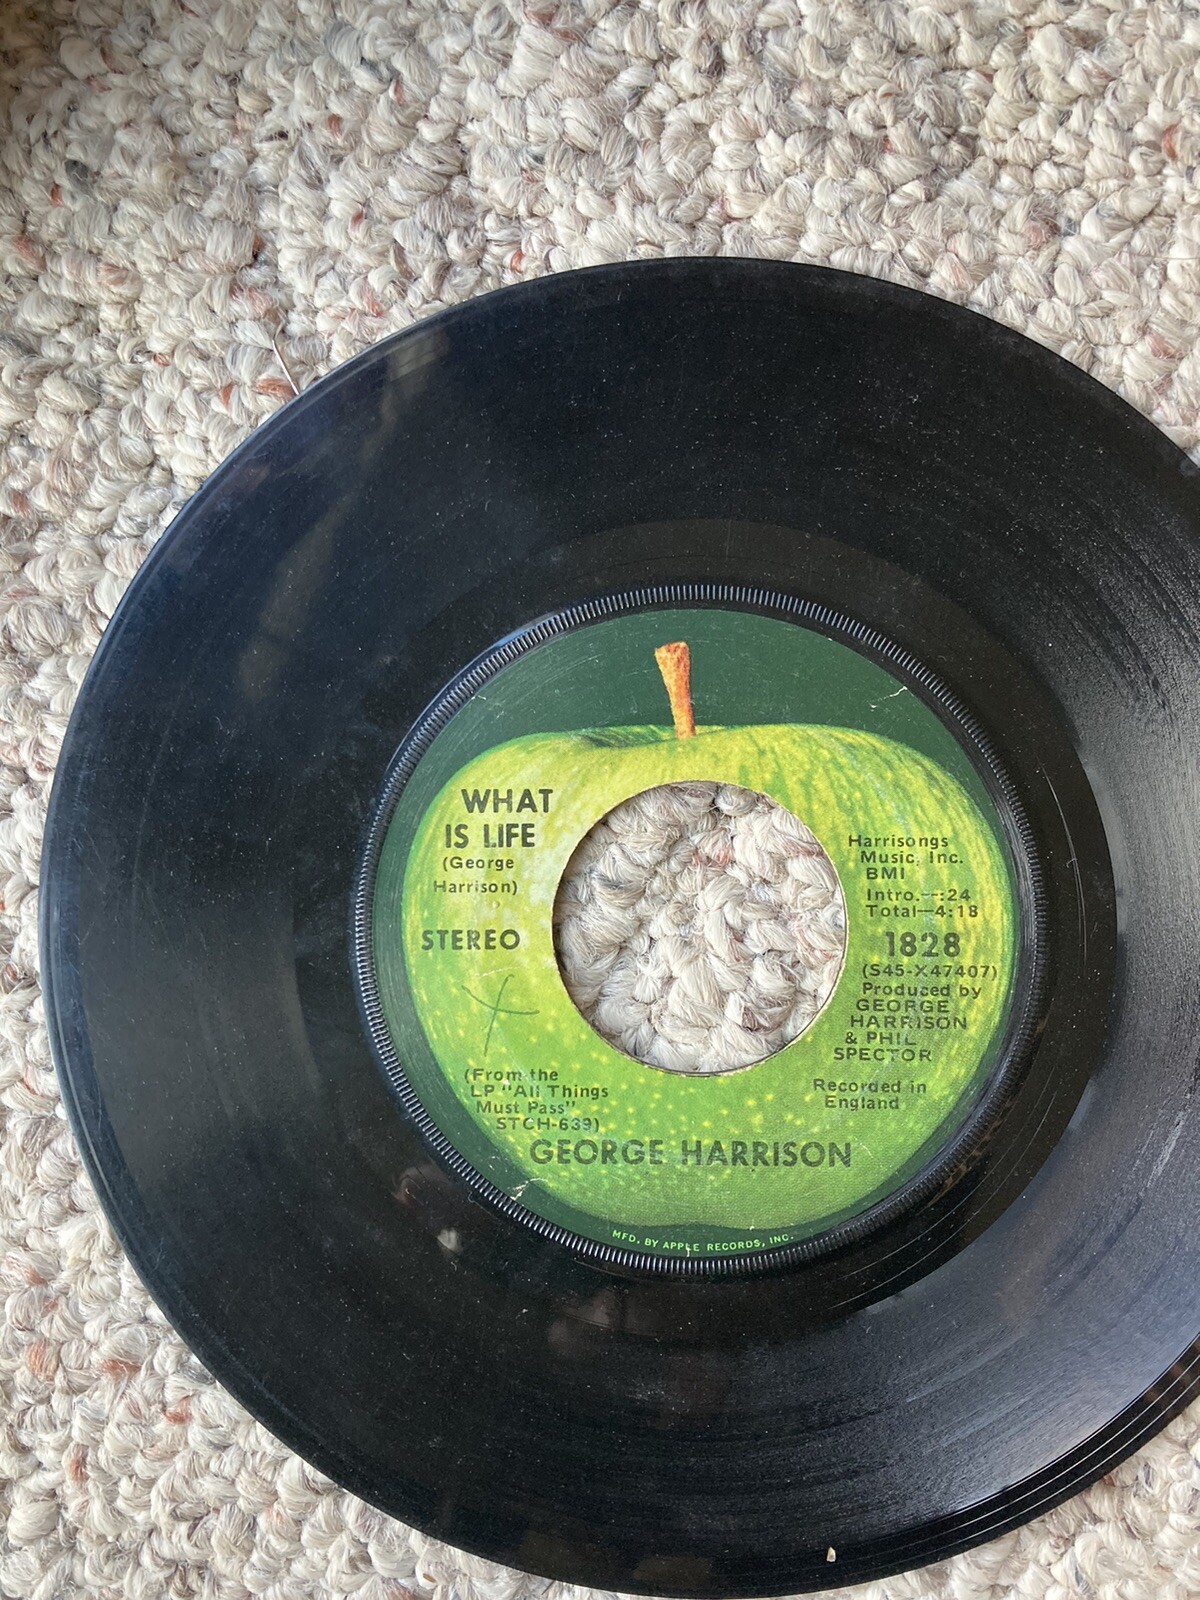 WHAT
IS LIFE
(George
Harrison)
STEREO
X
(From the
LP "All Things
Must Pass"
STCH-639)
Harrisongs
Music, Inc.
BMI
Intro.—:24
Total—4:18
1828
(S45-X47407)
Produced by
GEORGE
HARRISON
& PHIL
SPECTOR
Recorded in
England
GEORGE HARRISON
MFD. BY APPLE RECORDS, INC.